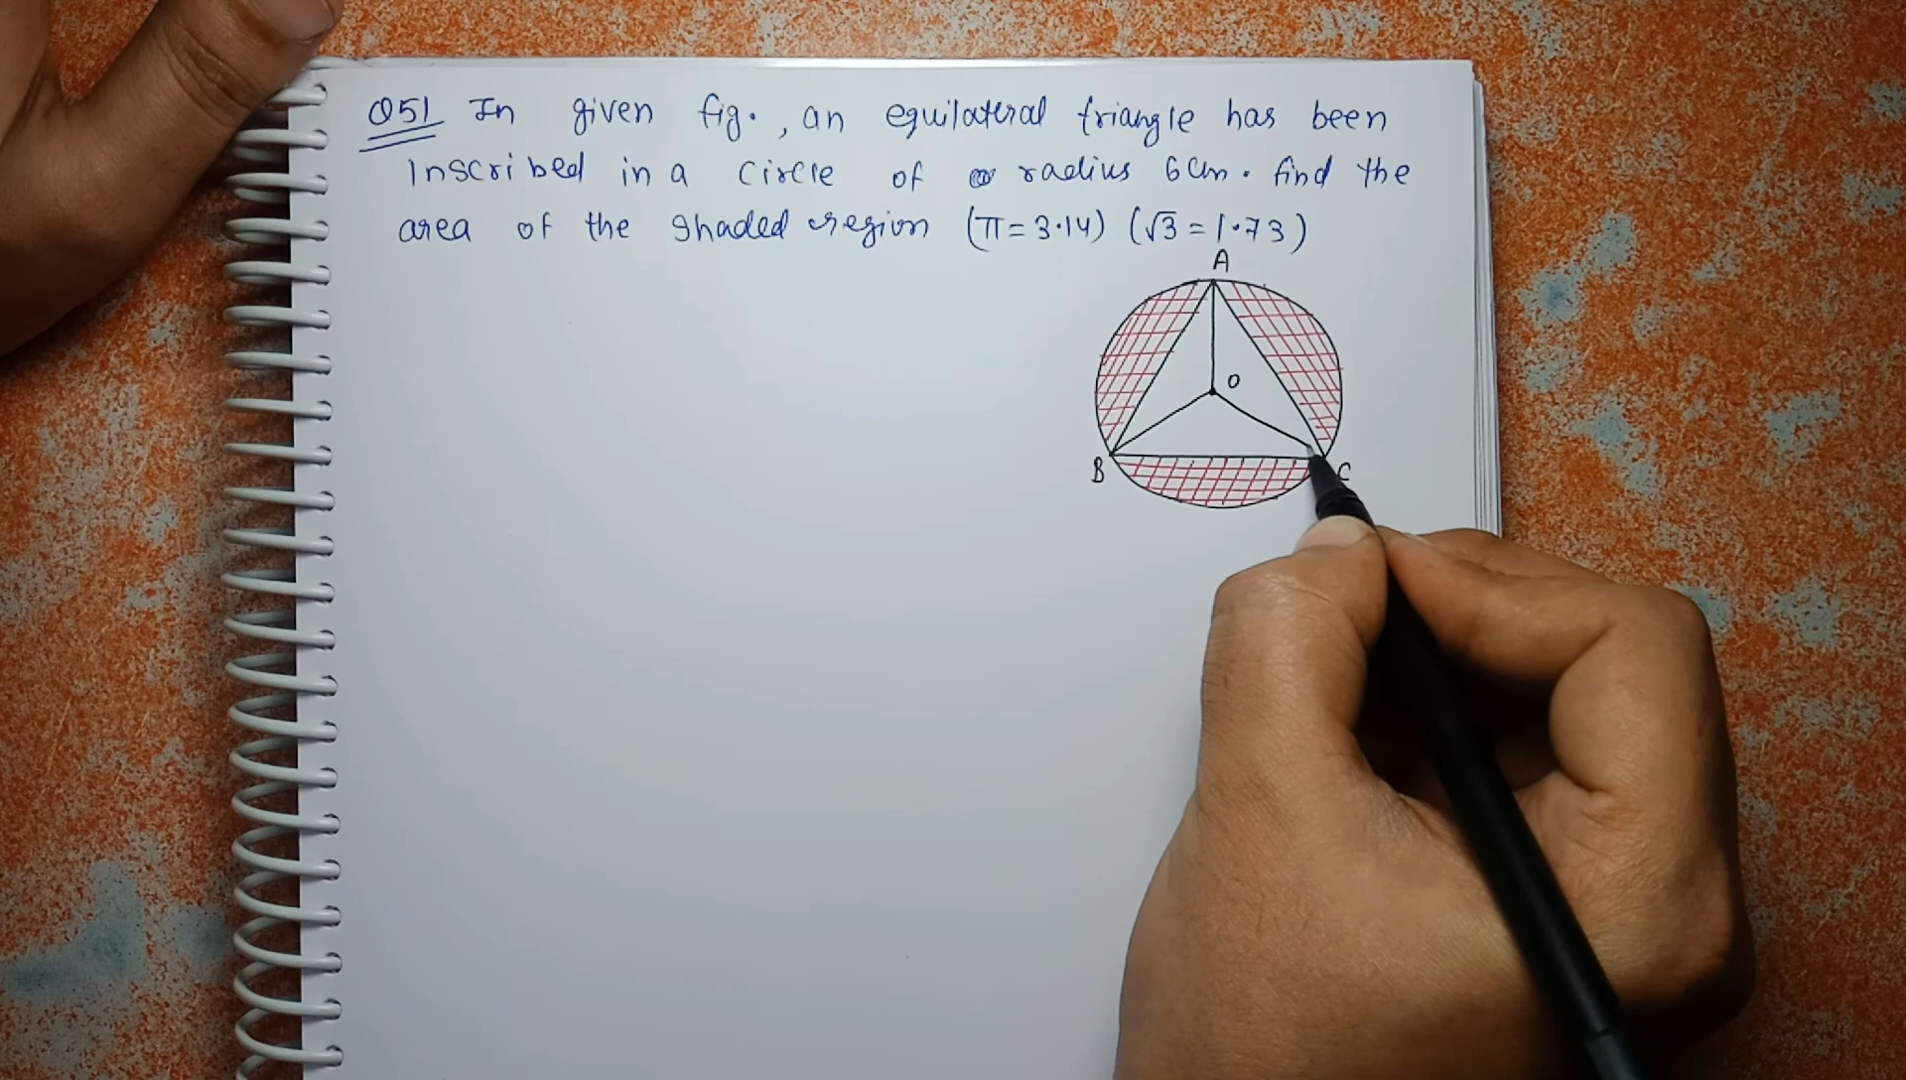 Q51 In given fig., an equilateral triangle has been
Inscribed in a circle of radius 6cm. find the
area of the shaded region (π=3.14) (√3=1.73)
A
O
B C